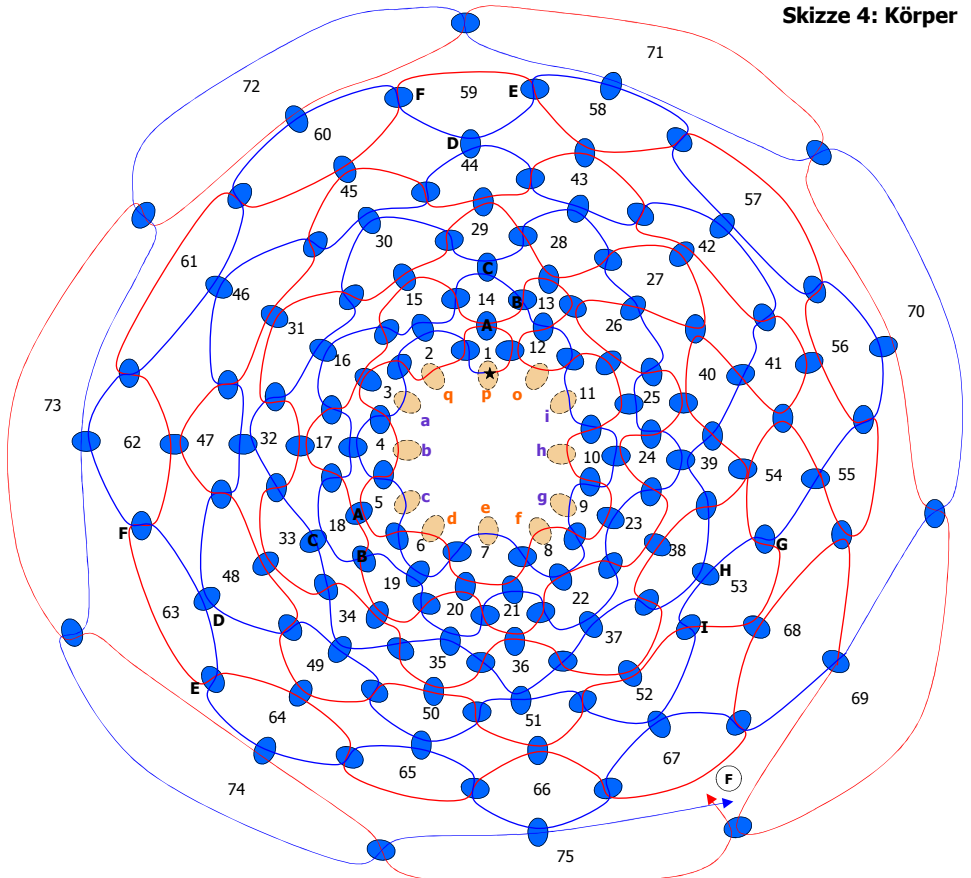 Skizze 4: Körper
71
72
59
E
58
F
60
D
44
43
45
57
30
29
28
42
61
46
C
27
15
14
B
13
31
26
70
A
16
2
1
12
56
41
40
3
q
p
o
11
a
i
25
73
62
47
32
17
4
b
h
10
24
39
54
55
c
g
9
5
A
d
e
f
18
23
F
33
C
6
7
8
38
G
B
19
H
48
53
63
20
21
22
D
34
37
I
68
49
35
36
E
52
69
64
50
51
67
65
F
74
66
75